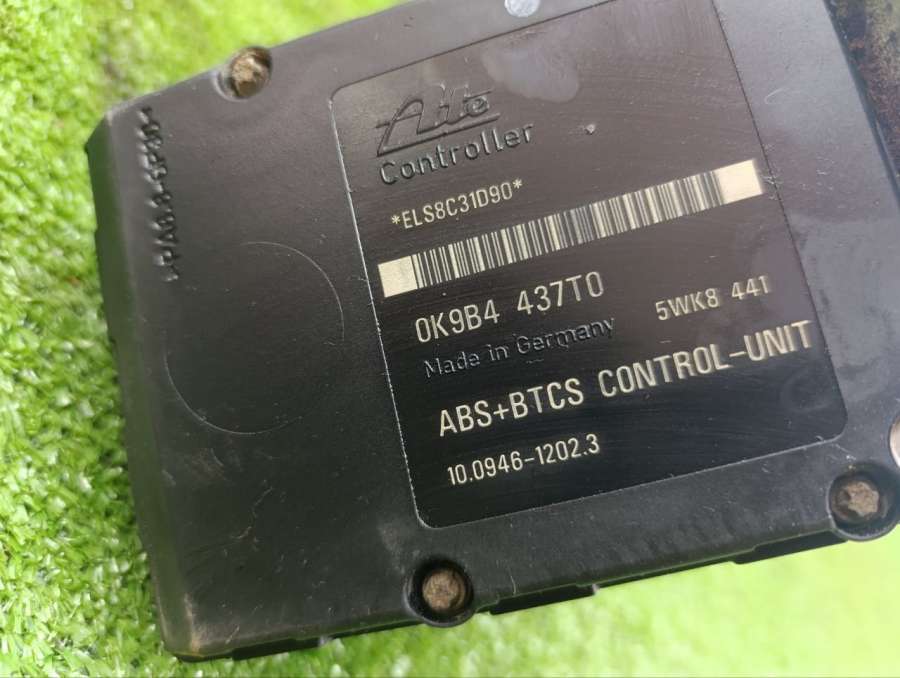 Ate
Controller
*ELS8C31D90*
0K9B4 437T0
5WK8 441
Made in Germany
ABS+BTCS CONTROL-UNIT
10.0946-1202.3